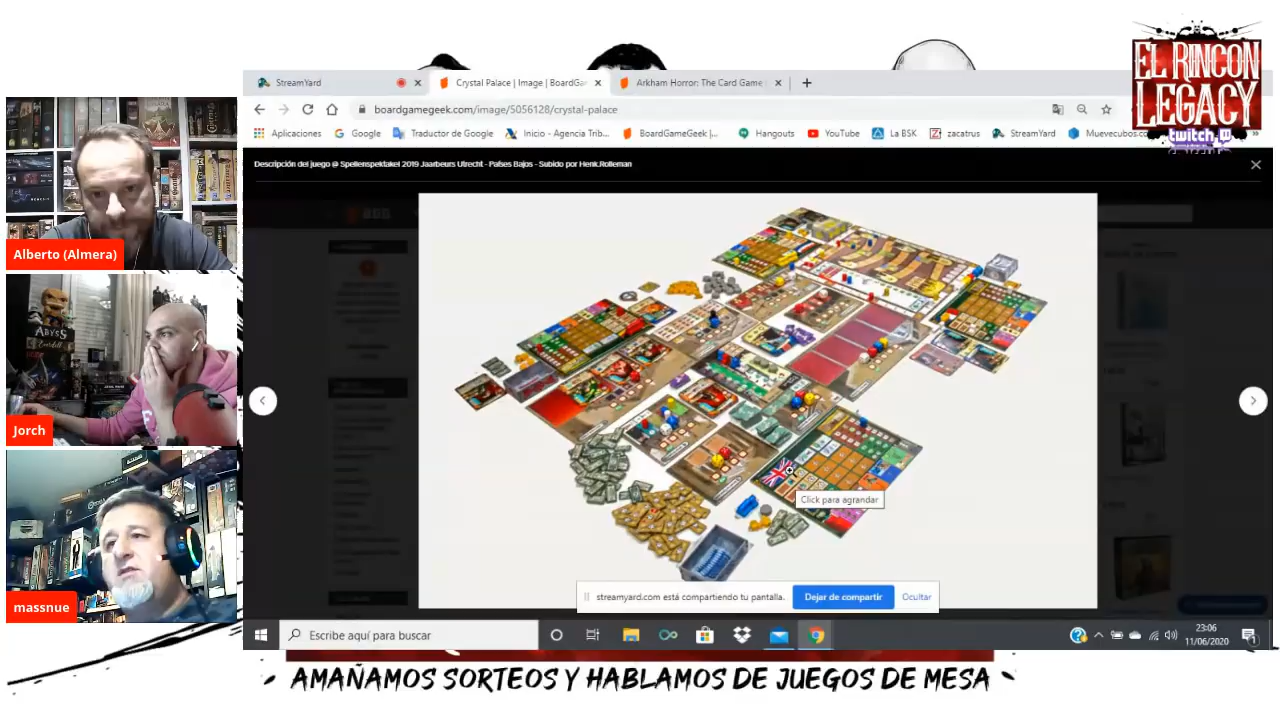 EL RINCON
LEGACY
twitch
StreamYard
Crystal Palace | Image | BoardGa
Arkham Horror: The Card Game
boardgamegeek.com/image/5056128/crystal-palace
Aplicaciones
Google
Traductor de Google
Inicio - Agencia Trib...
BoardGameGeek |...
Hangouts
YouTube
La BSK
zacatrus
StreamYard
Muevecubos.co
Descripción del juego @ Spellenspektakel 2019 Jaarbeurs Utrecht - Países Bajos - Subido por Henk.Rolleman
Alberto (Almera)
ABYSS
Everdell
Jorch
massnue
Click para agrandar
streamyard.com está compartiendo tu pantalla.
Dejar de compartir
Ocultar
Escribe aquí para buscar
23:06
11/06/2020
AMAÑAMOS SORTEOS Y HABLAMOS DE JUEGOS DE MESA